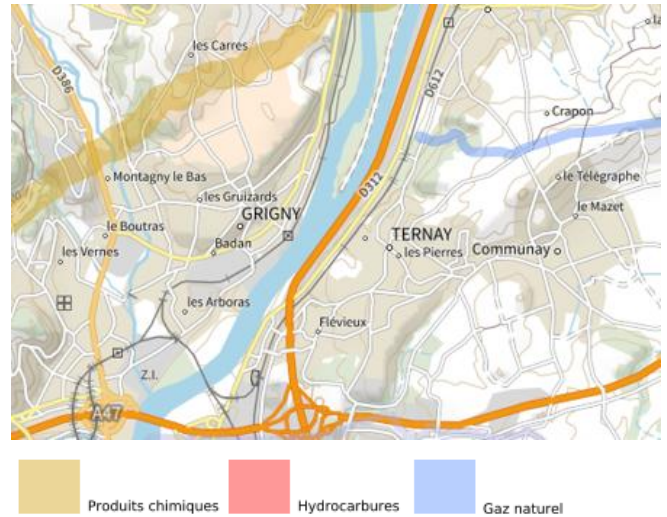 les Carres
D386
D612
Crapon
Montagny le Bas
les Gruizards
D312
le Télégraphe
GRIGNY
le Mazet
le Boutras
TERNAY
les Vernes
Badan
les Pierres
Communay
les Arboras
Flévieux
Z.I.
A47
Produits chimiques
Hydrocarbures
Gaz naturel